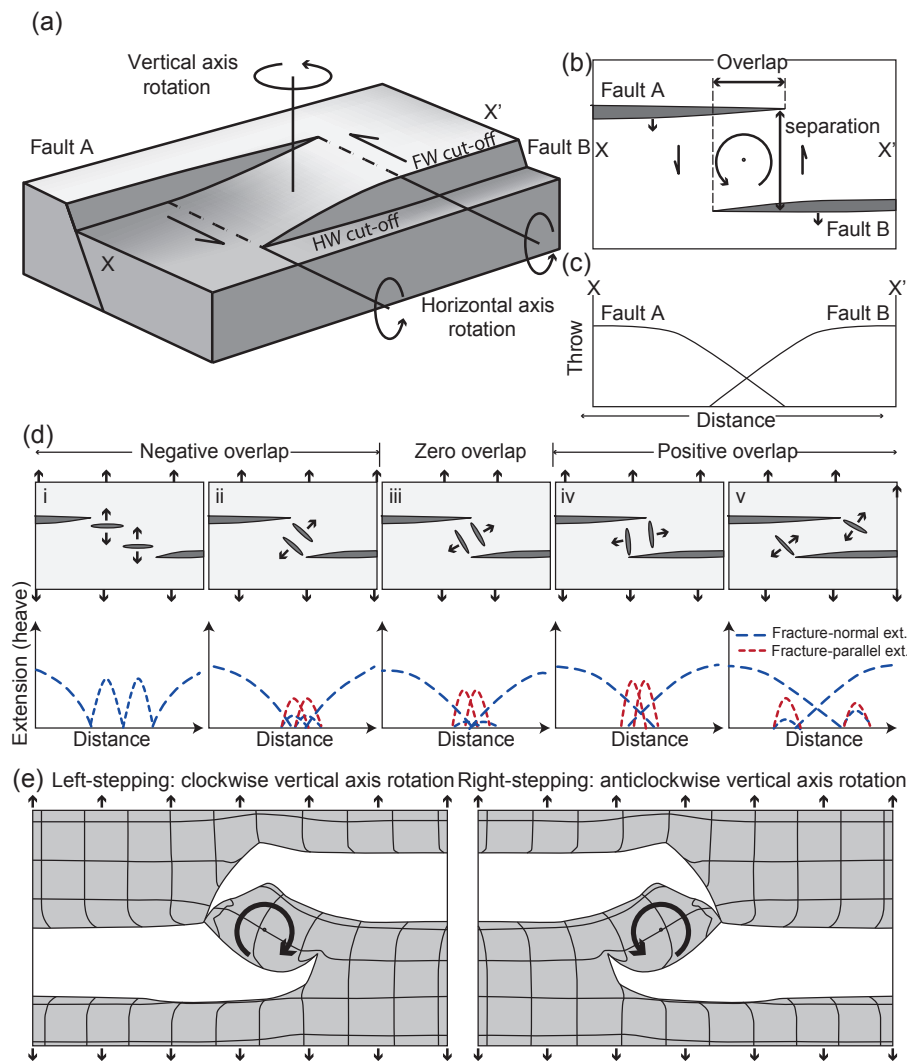 (a)
Vertical axis
rotation
Fault A
X'
Fault B
FW cut-off
HW cut-off
X
Horizontal axis
rotation
(b)
Overlap
Fault A
separation
X
X'
Fault B
(c)
X
X'
Fault A
Fault B
Throw
Distance
(d)
Negative overlap
Zero overlap
Positive overlap
i
ii
iii
iv
v
Extension (heave)
Fracture-normal ext.
Fracture-parallel ext.
Distance
Distance
Distance
Distance
Distance
(e)
Left-stepping: clockwise vertical axis rotation
Right-stepping: anticlockwise vertical axis rotation